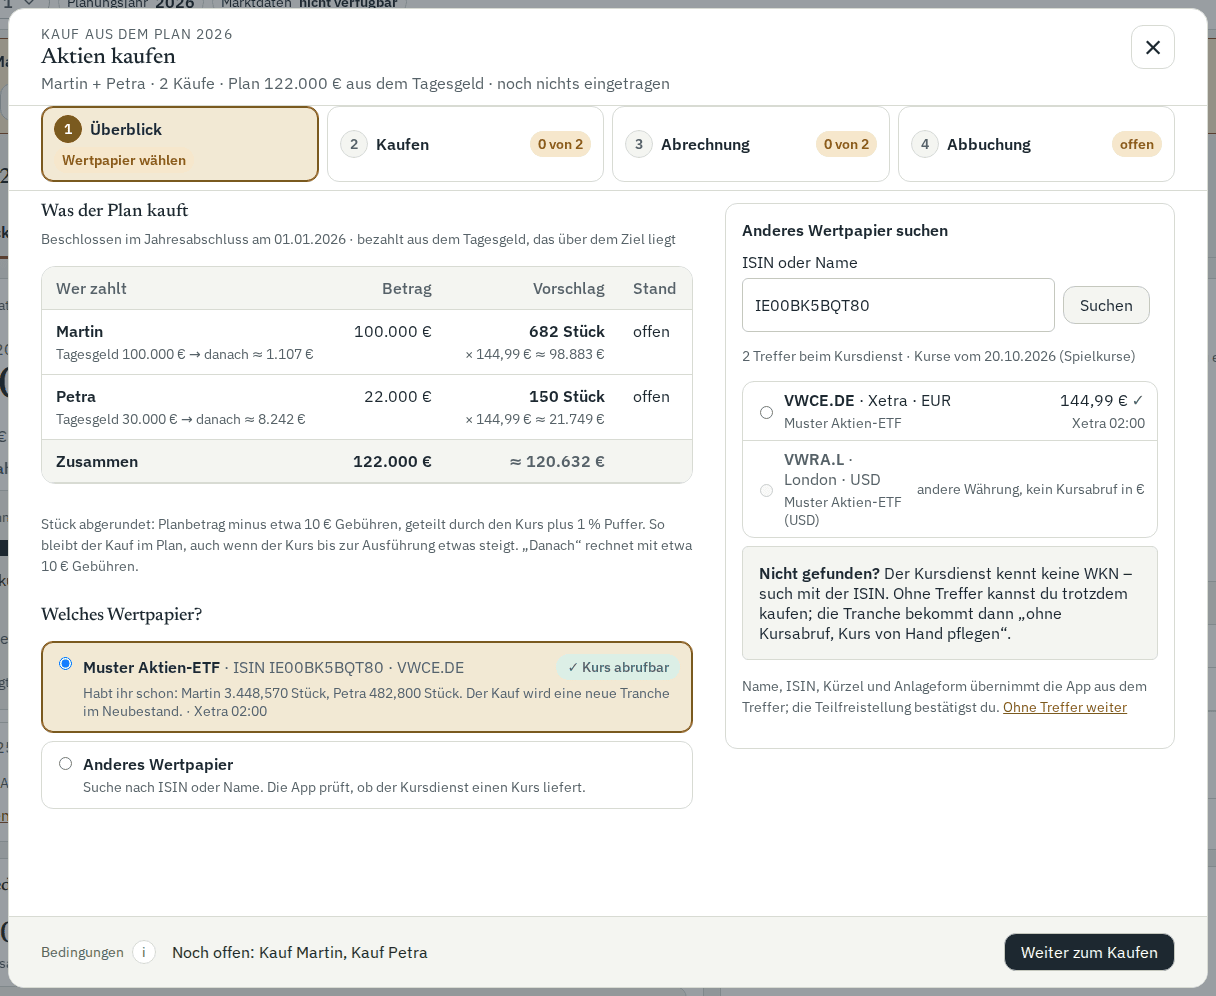 Planungsjahr 2026
Marktdaten nicht verfügbar
KAUF AUS DEM PLAN 2026
Aktien kaufen
Martin + Petra · 2 Käufe · Plan 122.000 € aus dem Tagesgeld · noch nichts eingetragen
1 Überblick
Wertpapier wählen
2 Kaufen 0 von 2
3 Abrechnung 0 von 2
4 Abbuchung offen
Was der Plan kauft
Beschlossen im Jahresabschluss am 01.01.2026 · bezahlt aus dem Tagesgeld, das über dem Ziel liegt
Wer zahlt Betrag Vorschlag Stand
Martin 100.000 € 682 Stück offen
Tagesgeld 100.000 € → danach ≈ 1.107 € × 144,99 € ≈ 98.883 €
Petra 22.000 € 150 Stück offen
Tagesgeld 30.000 € → danach ≈ 8.242 € × 144,99 € ≈ 21.749 €
Zusammen 122.000 € ≈ 120.632 €
Stück abgerundet: Planbetrag minus etwa 10 € Gebühren, geteilt durch den Kurs plus 1 % Puffer. So
bleibt der Kauf im Plan, auch wenn der Kurs bis zur Ausführung etwas steigt. „Danach“ rechnet mit etwa
10 € Gebühren.
Welches Wertpapier?
Muster Aktien-ETF · ISIN IE00BK5BQT80 · VWCE.DE ✓ Kurs abrufbar
Habt ihr schon: Martin 3.448,570 Stück, Petra 482,800 Stück. Der Kauf wird eine neue Tranche
im Neubestand. · Xetra 02:00
Anderes Wertpapier
Suche nach ISIN oder Name. Die App prüft, ob der Kursdienst einen Kurs liefert.
Anderes Wertpapier suchen
ISIN oder Name
IE00BK5BQT80 Suchen
2 Treffer beim Kursdienst · Kurse vom 20.10.2026 (Spielkurse)
VWCE.DE · Xetra · EUR 144,99 € ✓
Muster Aktien-ETF Xetra 02:00
VWRA.L ·
London · USD
andere Währung, kein Kursabruf in €
Muster Aktien-ETF
(USD)
Nicht gefunden? Der Kursdienst kennt keine WKN –
such mit der ISIN. Ohne Treffer kannst du trotzdem
kaufen; die Tranche bekommt dann „ohne
Kursabruf, Kurs von Hand pflegen“.
Name, ISIN, Kürzel und Anlageform übernimmt die App aus dem
Treffer; die Teilfreistellung bestätigst du. Ohne Treffer weiter
Bedingungen i Noch offen: Kauf Martin, Kauf Petra
Weiter zum Kaufen